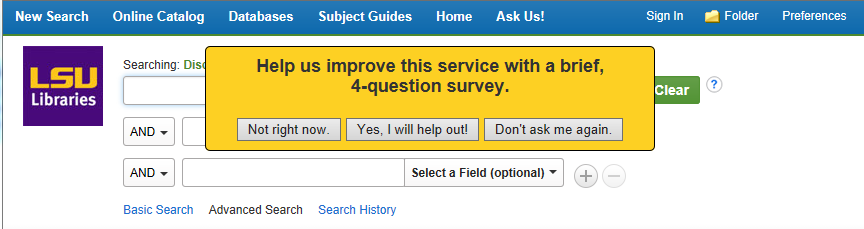 New Search Online Catalog Databases Subject Guides Home Ask Us! Sign In Folder Preferences
LSU
Libraries
Searching:
Help us improve this service with a brief,
4-question survey.
Clear ?
Not right now. Yes, I will help out! Don't ask me again.
AND
AND Select a Field (optional)
Basic Search Advanced Search Search History